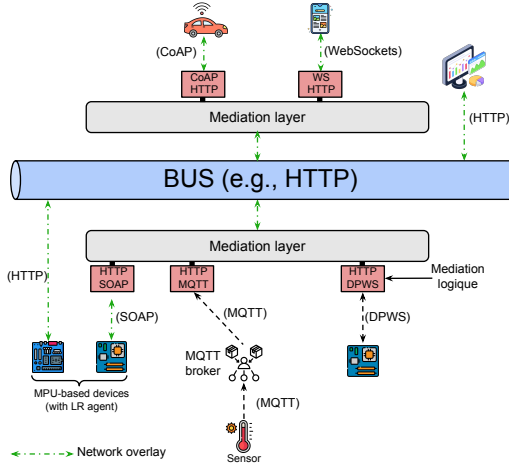 (CoAP)
(WebSockets)
CoAP
HTTP
WS
HTTP
Mediation layer
(HTTP)
BUS (e.g., HTTP)
Mediation layer
HTTP
SOAP
HTTP
MQTT
HTTP
DPWS
Mediation
logique
(HTTP)
(SOAP)
(MQTT)
(DPWS)
MQTT
broker
MPU-based devices
(with LR agent)
(MQTT)
Network overlay
Sensor